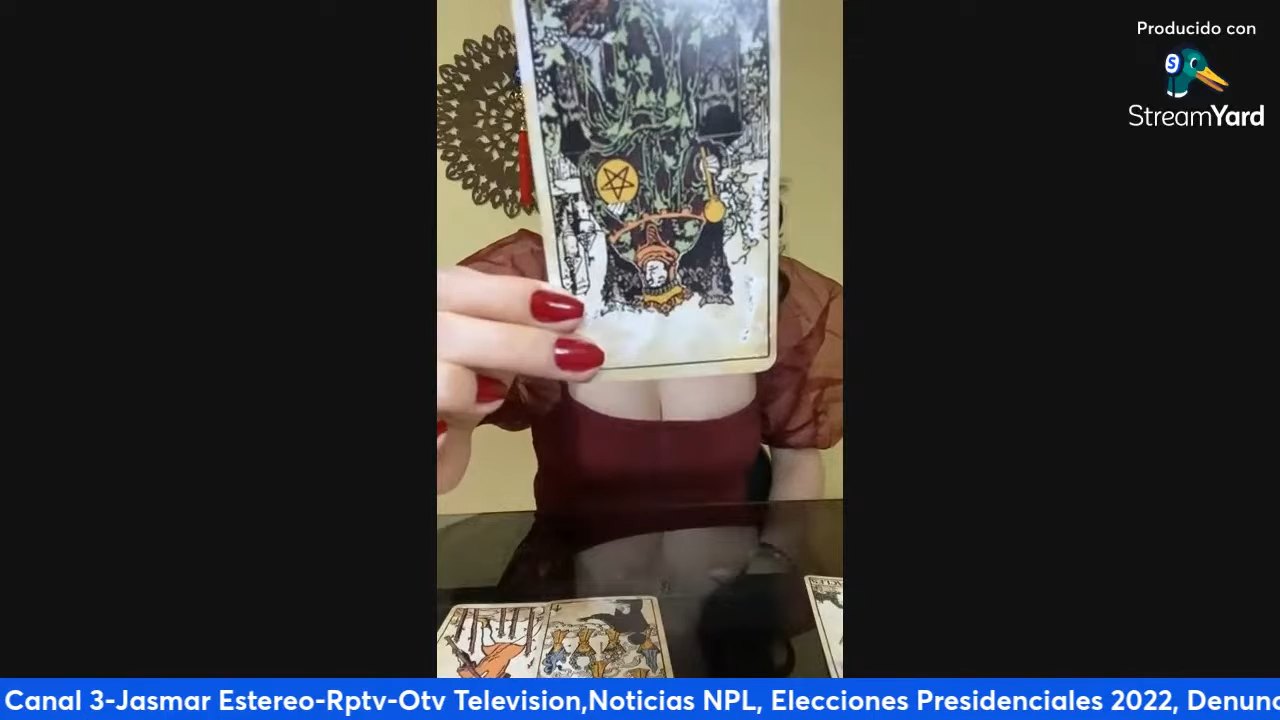 Producido con
S
StreamYard
Canal 3-Jasmar Estereo-Rptv-Otv Television,Noticias NPL, Elecciones Presidenciales 2022, Denunc